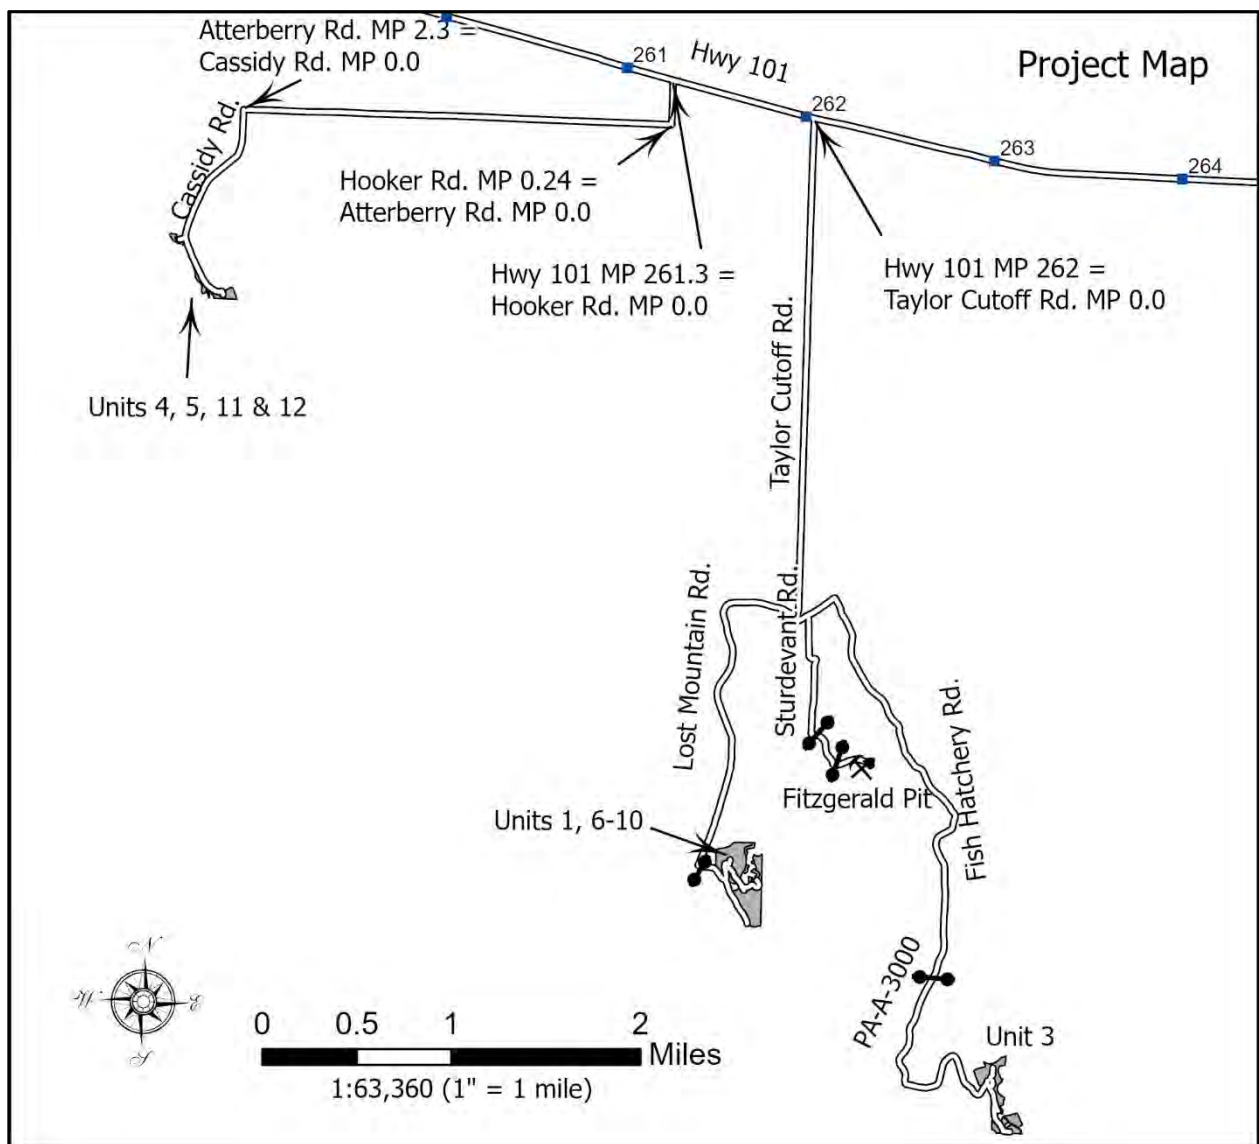 Project Map
Atterberry Rd. MP 2.3 =
Cassidy Rd. MP 0.0
261
Hwy 101
262
263
264
Cassidy Rd.
Hooker Rd. MP 0.24 =
Atterberry Rd. MP 0.0
Hwy 101 MP 261.3 =
Hooker Rd. MP 0.0
Hwy 101 MP 262 =
Taylor Cutoff Rd. MP 0.0
Taylor Cutoff Rd.
Units 4, 5, 11 & 12
Lost Mountain Rd.
Sturdevant Rd.
Fish Hatchery Rd.
Fitzgerald Pit
Units 1, 6-10
PA-A-3000
Unit 3
N
W
E
S
0 0.5 1 2
Miles
1:63,360 (1" = 1 mile)